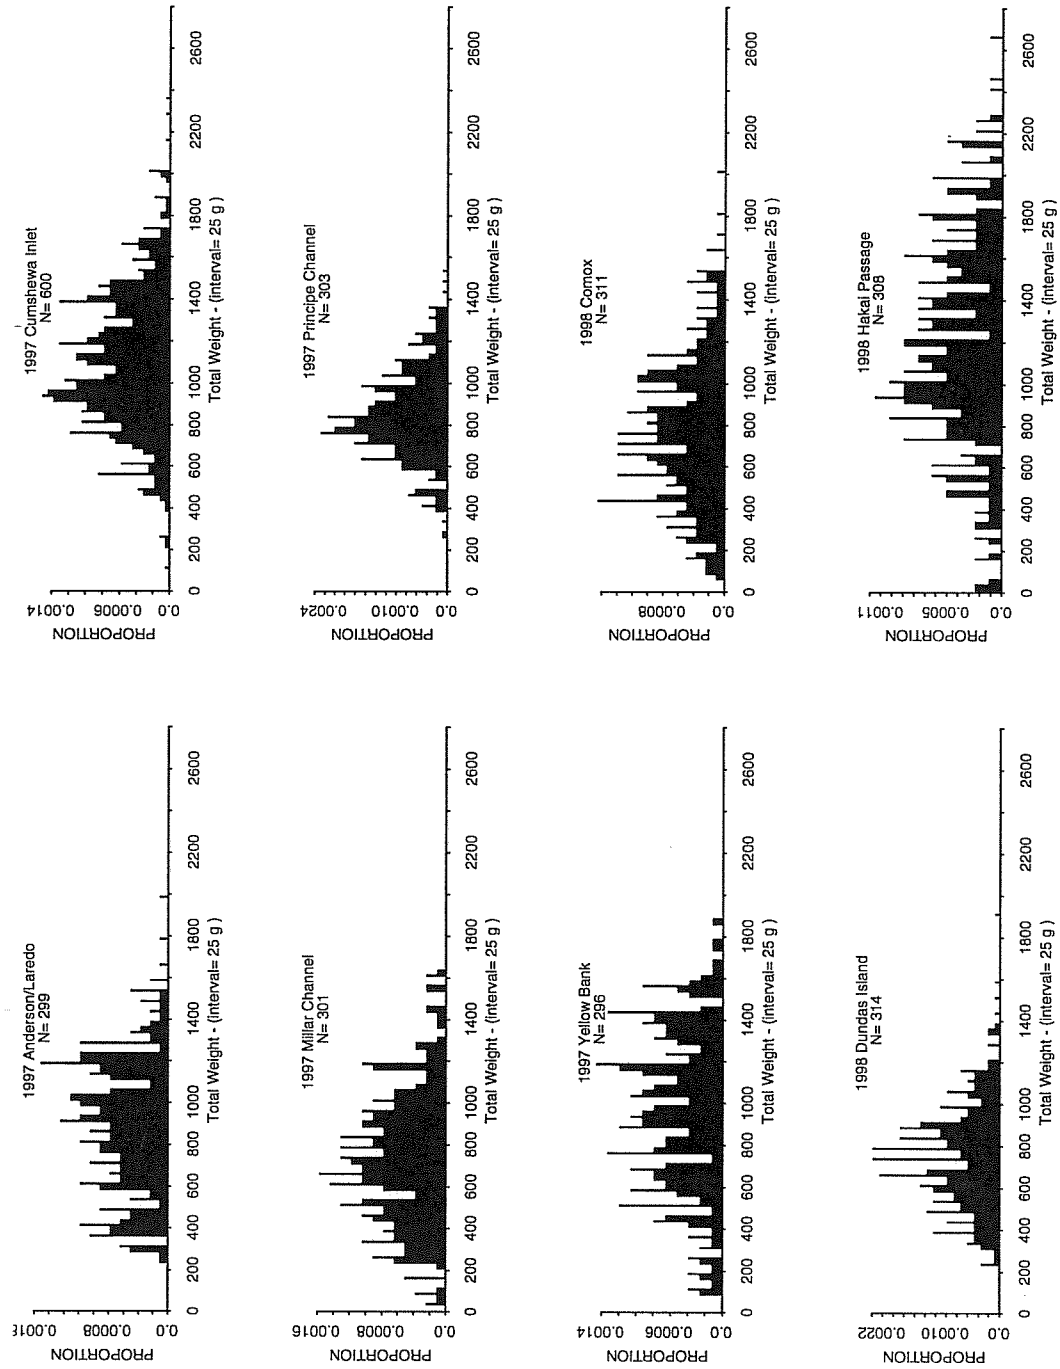 1997 Anderson/Laredo
N= 299
PROPORTION
0.0 0.0008
0 200 400 600 800 1000 1400 1800 2200 2600
Total Weight - (interval= 25 g )
1997 Cumshewa Inlet
N= 600
PROPORTION
0.0 0.0006 0.0014
0 200 400 600 800 1000 1400 1800 2200 2600
Total Weight - (interval= 25 g )
1997 Millar Channel
N= 301
PROPORTION
0.0 0.0008 0.0016
0 200 400 600 800 1000 1400 1800 2200 2600
Total Weight - (interval= 25 g )
1997 Principe Channel
N= 303
PROPORTION
0.0 0.0010 0.0024
0 200 400 600 800 1000 1400 1800 2200 2600
Total Weight - (interval= 25 g )
1997 Yellow Bank
N= 296
PROPORTION
0.0 0.0006 0.0014
0 200 400 600 800 1000 1400 1800 2200 2600
Total Weight - (interval= 25 g )
1998 Comox
N= 311
PROPORTION
0.0 0.0008
0 200 400 600 800 1000 1400 1800 2200 2600
Total Weight - (interval= 25 g )
1998 Dundas Island
N= 314
PROPORTION
0.0 0.0010 0.0022
0 200 400 600 800 1000 1400 1800 2200 2600
Total Weight - (interval= 25 g )
1998 Hakai Passage
N= 308
PROPORTION
0.0 0.0005 0.0011
0 200 400 600 800 1000 1400 1800 2200 2600
Total Weight - (interval= 25 g )